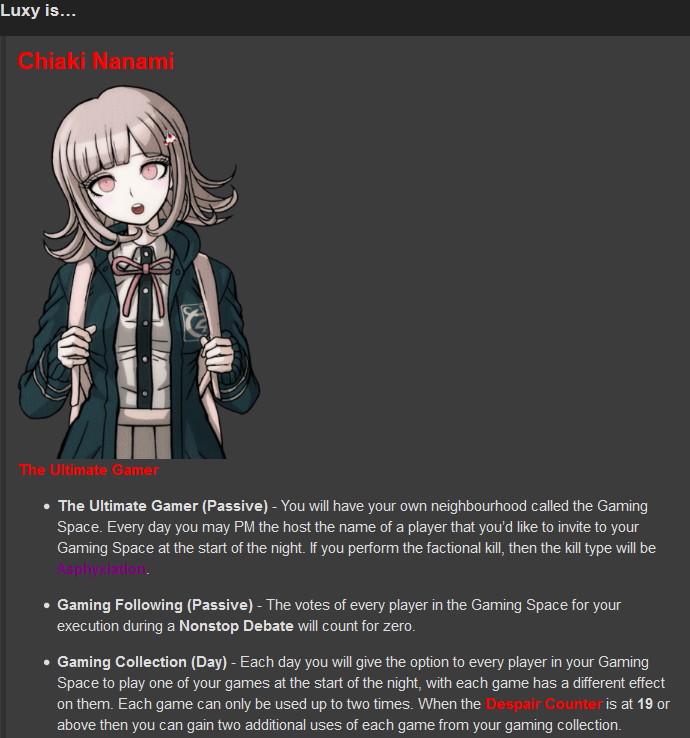 Luxy is...
Chiaki Nanami
The Ultimate Gamer
The Ultimate Gamer (Passive) - You will have your own neighbourhood called the Gaming
Space. Every day you may PM the host the name of a player that you'd like to invite to your
Gaming Space at the start of the night. If you perform the factional kill, then the kill type will be
Asphyxiation.
Gaming Following (Passive) - The votes of every player in the Gaming Space for your
execution during a Nonstop Debate will count for zero.
Gaming Collection (Day) - Each day you will give the option to every player in your Gaming
Space to play one of your games at the start of the night, with each game has a different effect
on them. Each game can only be used up to two times. When the Despair Counter is at 19 or
above then you can gain two additional uses of each game from your gaming collection.